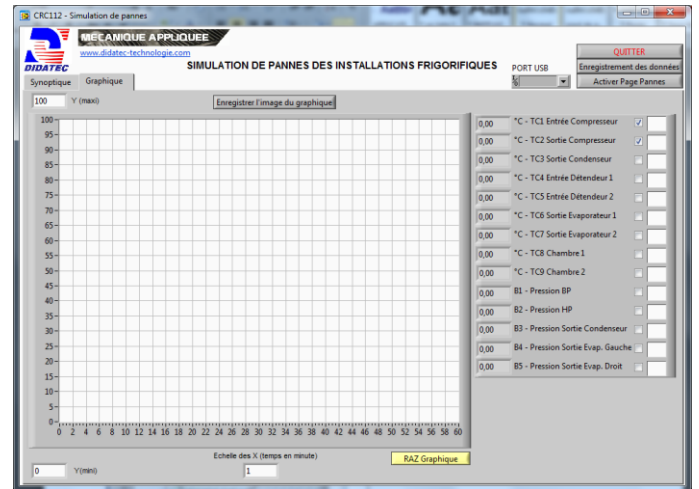 CRC112 - Simulation de pannes
MECANIQUE APPLIQUEE
www.didatec-technologie.com
DIDATEC
SIMULATION DE PANNES DES INSTALLATIONS FRIGORIFIQUES
PORT USB
QUITTER
Enregistrement des données
Activer Page Pannes
Synoptique
Graphique
100
Y (maxi)
Enregistrer l'image du graphique
100
95
90
85
80
75
70
65
60
55
50
45
40
35
30
25
20
15
10
5
0
0 2 4 6 8 10 12 14 16 18 20 22 24 26 28 30 32 34 36 38 40 42 44 46 48 50 52 54 56 58 60
0,00 °C - TC1 Entrée Compresseur
0,00 °C - TC2 Sortie Compresseur
0,00 °C - TC3 Sortie Condenseur
0,00 °C - TC4 Entrée Détendeur 1
0,00 °C - TC5 Entrée Détendeur 2
0,00 °C - TC6 Sortie Evaporateur 1
0,00 °C - TC7 Sortie Evaporateur 2
0,00 °C - TC8 Chambre 1
0,00 °C - TC9 Chambre 2
0,00 B1 - Pression BP
0,00 B2 - Pression HP
0,00 B3 - Pression Sortie Condenseur
0,00 B4 - Pression Sortie Evap. Gauche
0,00 B5 - Pression Sortie Evap. Droit
Echelle des X (temps en minute)
RAZ Graphique
0
Y(mini)
1